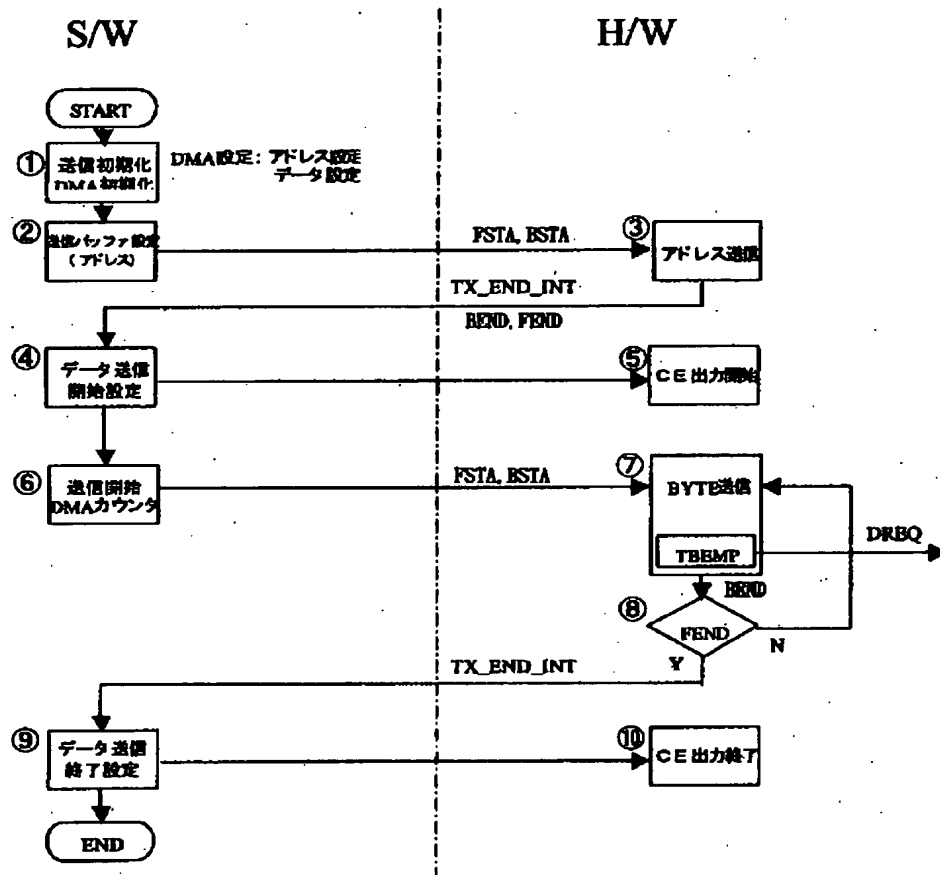 S/W
H/W
START
①
送信初期化
DMA初期化
DMA設定: アドレス設定
データ設定
②
送信バッファ設定
(アドレス)
FSTA, BSTA
③
アドレス送信
TX_END_INT
BEND, FEND
④
データ送信
開始設定
⑤
CE出力開始
⑥
送信開始
DMAカウンタ
FSTA, BSTA
⑦
BYTE送信
TBEMP
DREQ
BEND
⑧
FEND
N
Y
TX_END_INT
⑨
データ送信
終了設定
⑩
CE出力終了
END